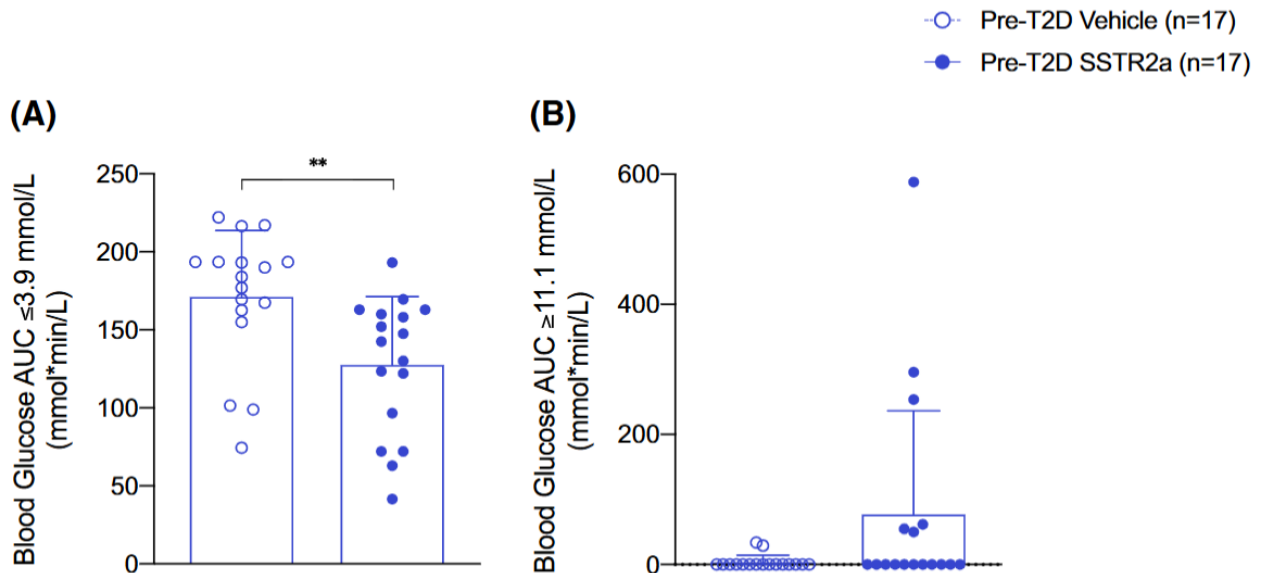 Pre-T2D Vehicle (n=17)
Pre-T2D SSTR2a (n=17)
(A)
Blood Glucose AUC ≤3.9 mmol/L
(mmol*min/L)
250
200
150
100
50
0
**
(B)
Blood Glucose AUC ≥11.1 mmol/L
(mmol*min/L)
600
400
200
0